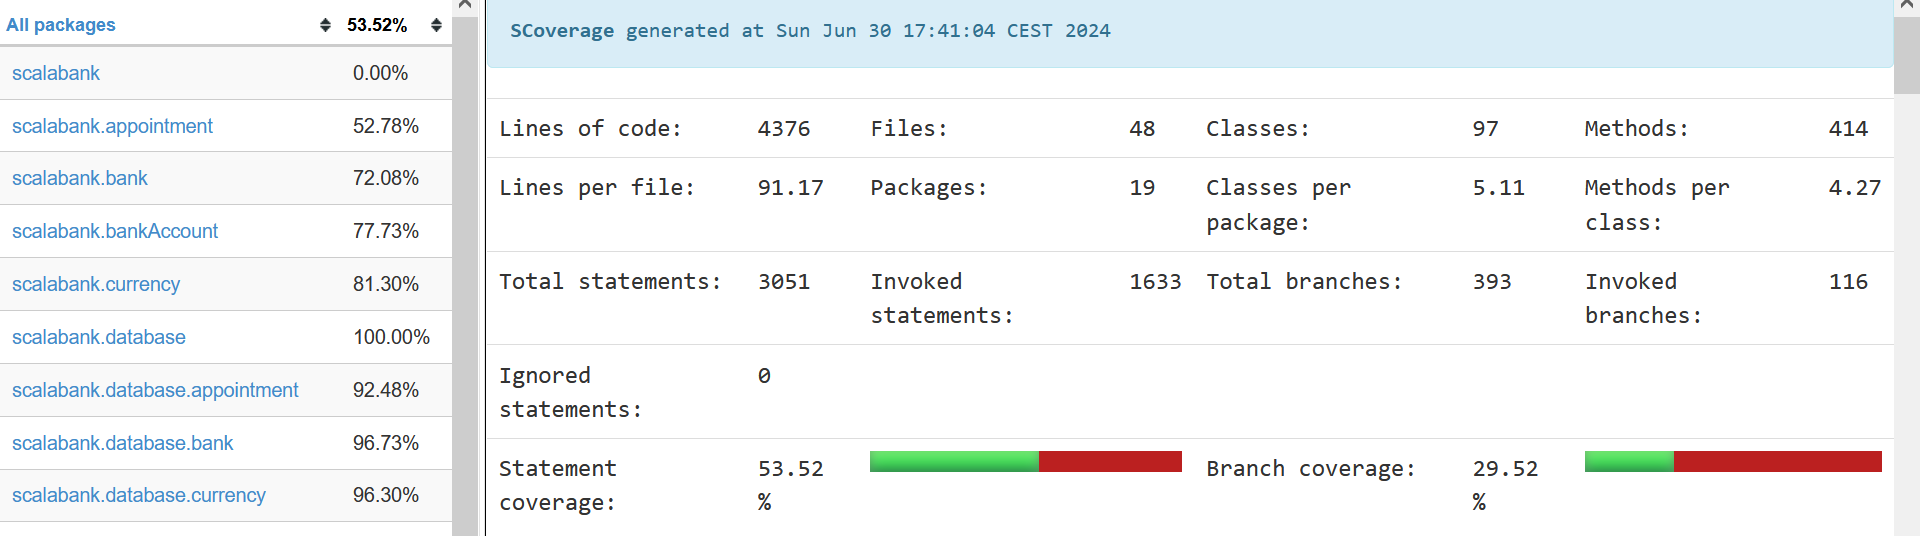 All packages 53.52%
scalabank 0.00%
scalabank.appointment 52.78%
scalabank.bank 72.08%
scalabank.bankAccount 77.73%
scalabank.currency 81.30%
scalabank.database 100.00%
scalabank.database.appointment 92.48%
scalabank.database.bank 96.73%
scalabank.database.currency 96.30%
SCoverage generated at Sun Jun 30 17:41:04 CEST 2024
Lines of code: 4376 Files: 48 Classes: 97 Methods: 414
Lines per file: 91.17 Packages: 19 Classes per 5.11 Methods per 4.27
package: class:
Total statements: 3051 Invoked 1633 Total branches: 393 Invoked 116
statements: branches:
Ignored 0
statements:
Statement 53.52 Branch coverage: 29.52
coverage: % %